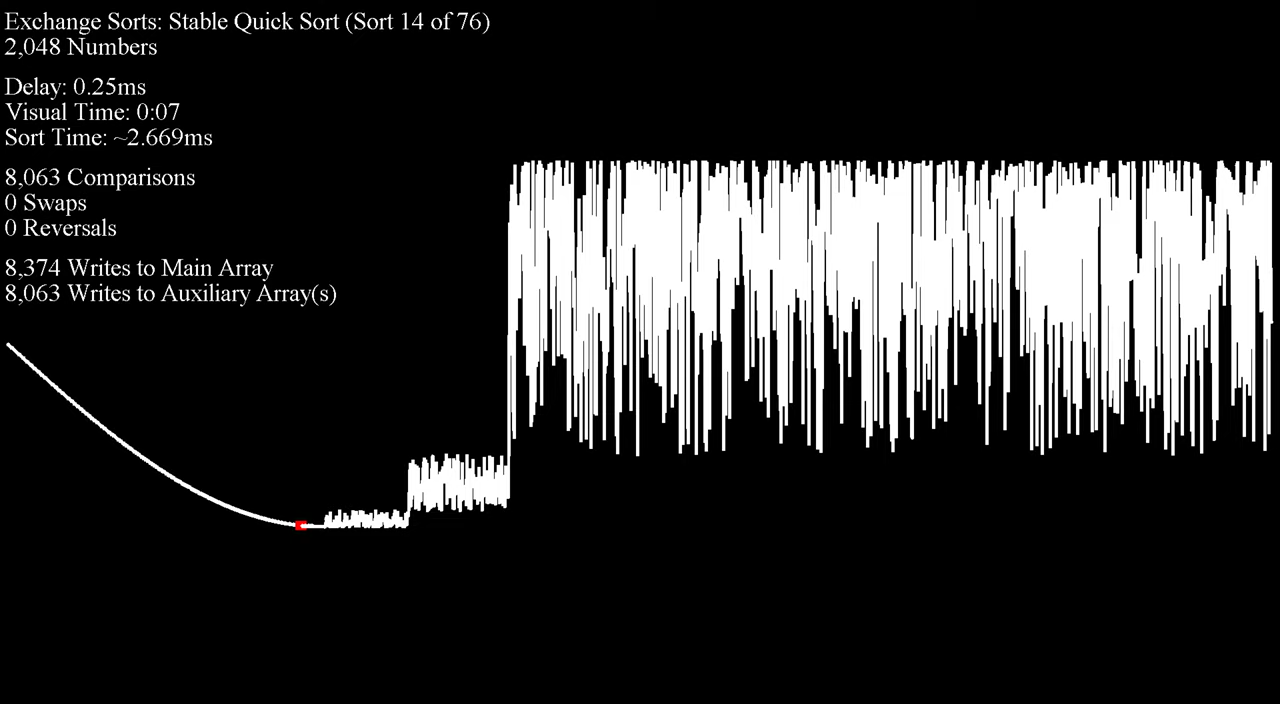 Exchange Sorts: Stable Quick Sort (Sort 14 of 76)
2,048 Numbers
Delay: 0.25ms
Visual Time: 0:07
Sort Time: ~2.669ms
8,063 Comparisons
0 Swaps
0 Reversals
8,374 Writes to Main Array
8,063 Writes to Auxiliary Array(s)